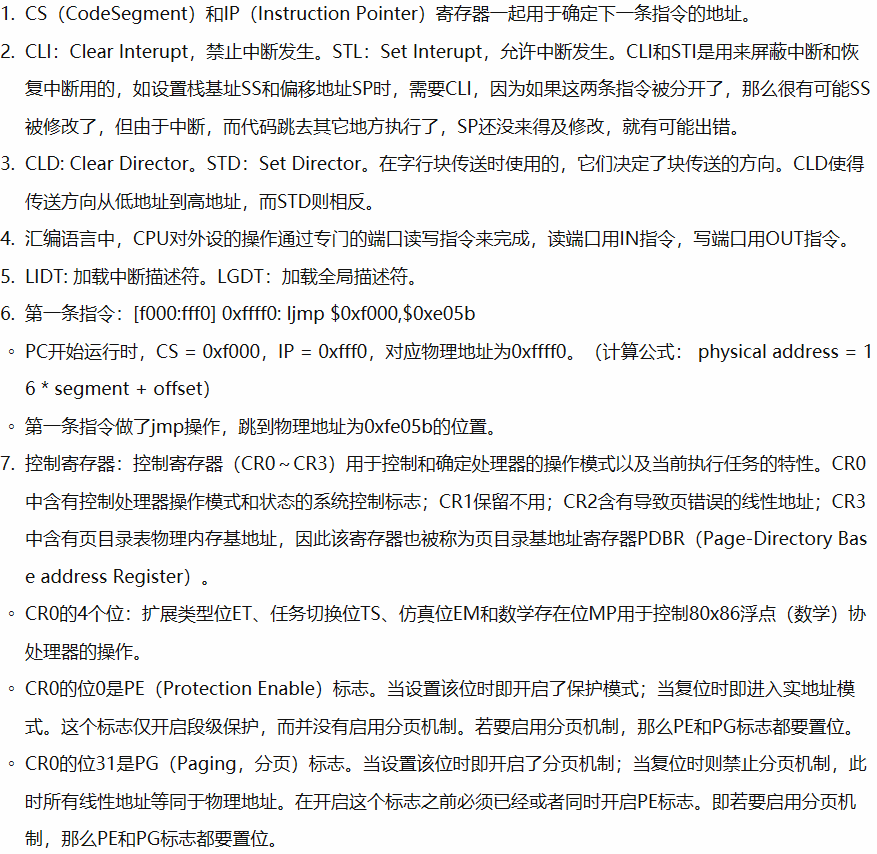 1. CS（CodeSegment）和IP（Instruction Pointer）寄存器一起用于确定下一条指令的地址。
2. CLI：Clear Interupt，禁止中断发生。STL：Set Interupt，允许中断发生。CLI和STI是用来屏蔽中断和恢
复中断用的，如设置栈基址SS和偏移地址SP时，需要CLI，因为如果这两条指令被分开了，那么很有可能SS
被修改了，但由于中断，而代码跳去其它地方执行了，SP还没来得及修改，就有可能出错。
3. CLD: Clear Director。STD：Set Director。在字行块传送时使用的，它们决定了块传送的方向。CLD使得
传送方向从低地址到高地址，而STD则相反。
4. 汇编语言中，CPU对外设的操作通过专门的端口读写指令来完成，读端口用IN指令，写端口用OUT指令。
5. LIDT: 加载中断描述符。LGDT：加载全局描述符。
6. 第一条指令：[f000:fff0] 0xffff0: ljmp $0xf000,$0xe05b
◦ PC开始运行时，CS = 0xf000，IP = 0xfff0，对应物理地址为0xffff0。（计算公式： physical address = 1
6 * segment + offset）
◦ 第一条指令做了jmp操作，跳到物理地址为0xfe05b的位置。
7. 控制寄存器：控制寄存器（CR0～CR3）用于控制和确定处理器的操作模式以及当前执行任务的特性。CR0
中含有控制处理器操作模式和状态的系统控制标志；CR1保留不用；CR2含有导致页错误的线性地址；CR3
中含有页目录表物理内存基地址，因此该寄存器也被称为页目录基地址寄存器PDBR（Page-Directory Bas
e address Register）。
◦ CR0的4个位：扩展类型位ET、任务切换位TS、仿真位EM和数学存在位MP用于控制80x86浮点（数学）协
处理器的操作。
◦ CR0的位0是PE（Protection Enable）标志。当设置该位时即开启了保护模式；当复位时即进入实地址模
式。这个标志仅开启段级保护，而并没有启用分页机制。若要启用分页机制，那么PE和PG标志都要置位。
◦ CR0的位31是PG（Paging，分页）标志。当设置该位时即开启了分页机制；当复位时则禁止分页机制，此
时所有线性地址等同于物理地址。在开启这个标志之前必须已经或者同时开启PE标志。即若要启用分页机
制，那么PE和PG标志都要置位。